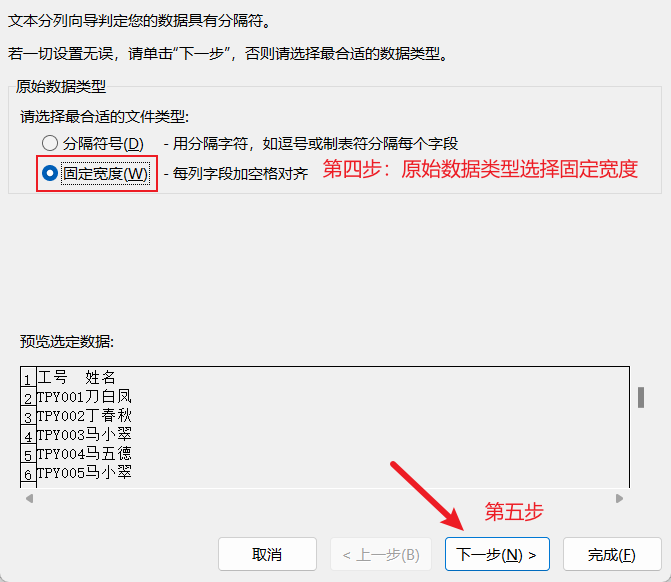 文本分列向导判定您的数据具有分隔符。
若一切设置无误，请单击“下一步”，否则请选择最合适的数据类型。
原始数据类型
请选择最合适的文件类型:
分隔符号(D) - 用分隔字符，如逗号或制表符分隔每个字段
固定宽度(W) - 每列字段加空格对齐 第四步：原始数据类型选择固定宽度
预览选定数据:
1 工号 姓名
2 TPY001刀白凤
3 TPY002丁春秋
4 TPY003马小翠
5 TPY004马五德
6 TPY005马小翠
第五步
取消 < 上一步(B) 下一步(N) > 完成(F)